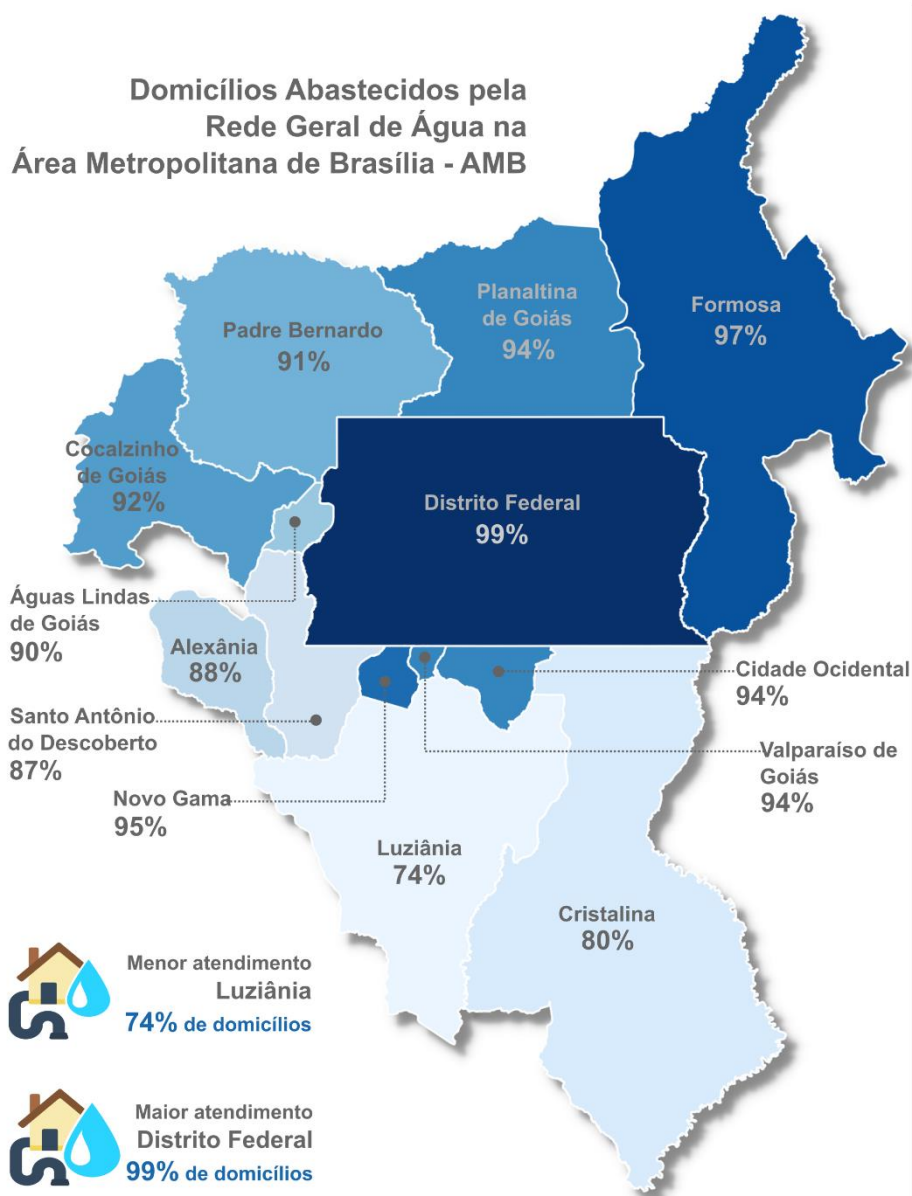 Domicílios Abastecidos pela
Rede Geral de Água na
Área Metropolitana de Brasília - AMB
Planaltina
de Goiás
94%
Formosa
97%
Padre Bernardo
91%
Cocalzinho
de Goiás
92%
Distrito Federal
99%
Águas Lindas
de Goiás
90%
Alexânia
88%
Cidade Ocidental
94%
Santo Antônio
do Descoberto
87%
Valparaíso de
Goiás
94%
Novo Gama
95%
Luziânia
74%
Cristalina
80%
Menor atendimento
Luziânia
74% de domicílios
Maior atendimento
Distrito Federal
99% de domicílios